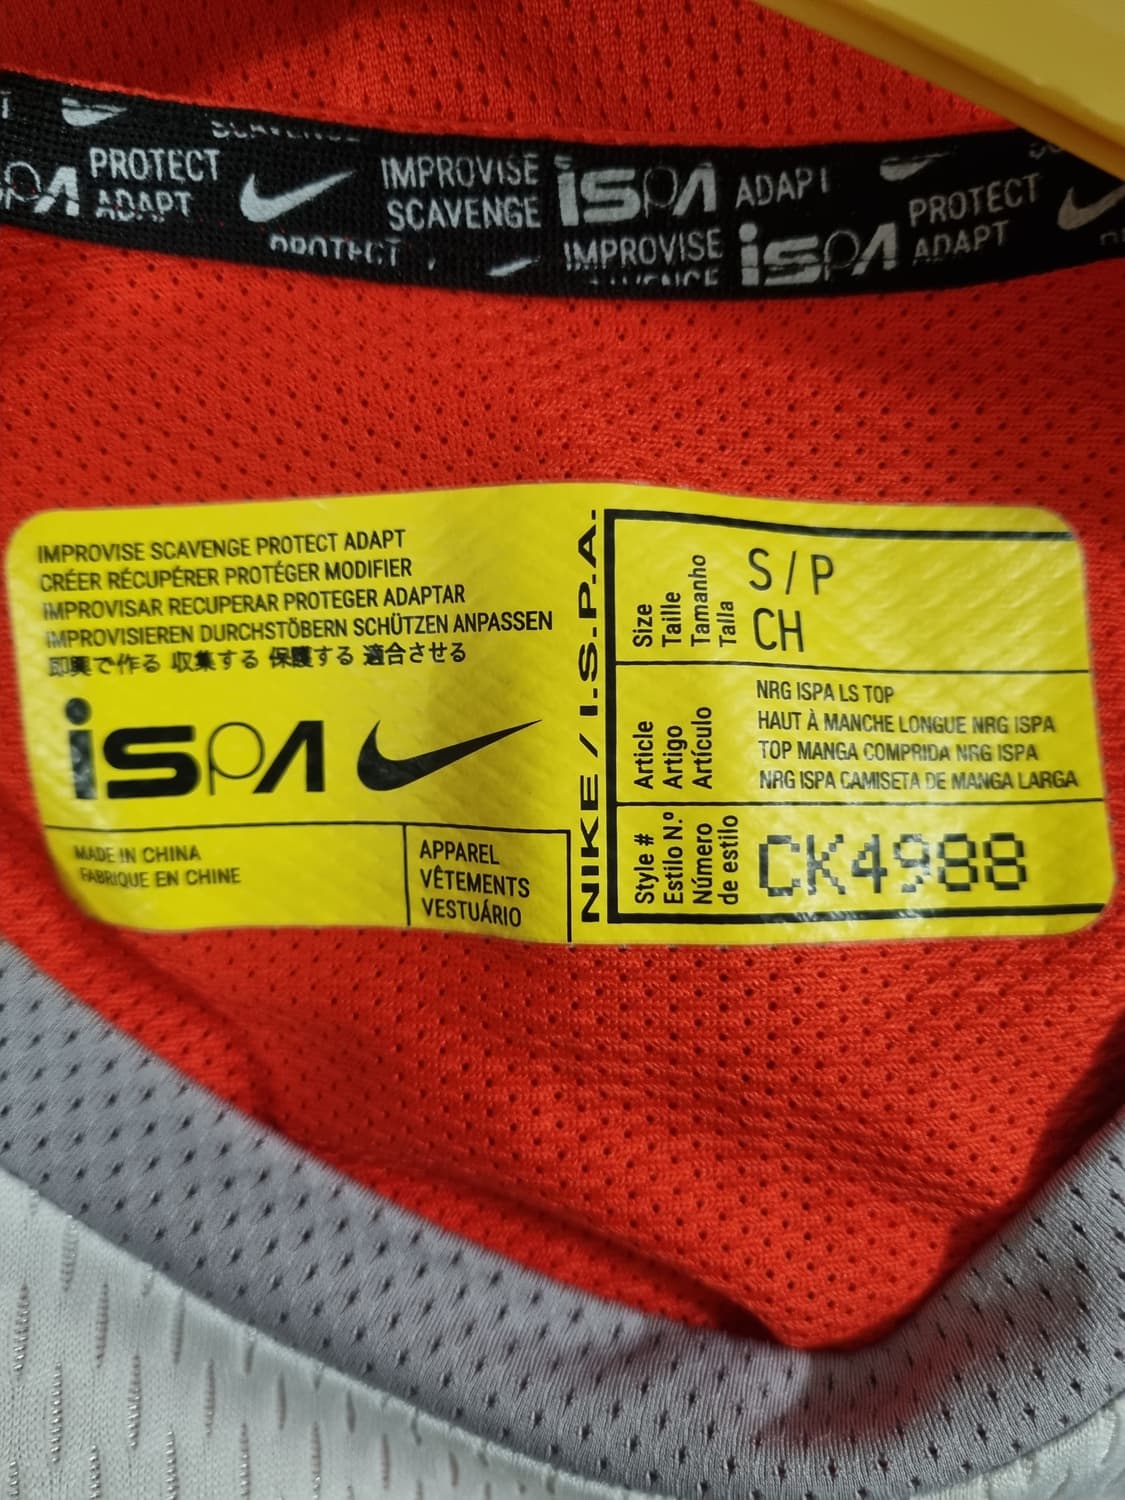 PROTECT
ADAPT
IMPROVISE
SCAVENGE
ISPA
ADAPT
PROTECT
IMPROVISE
ISPA
PROTECT
ADAPT
IMPROVISE SCAVENGE PROTECT ADAPT
CRÉER RÉCUPÉRER PROTÉGER MODIFIER
IMPROVISAR RECUPERAR PROTEGER ADAPTAR
IMPROVISIEREN DURCHSTÖBERN SCHÜTZEN ANPASSEN
即興で作る 収集する 保護する 適合させる
ISPA
MADE IN CHINA
FABRIQUE EN CHINE
APPAREL
VÊTEMENTS
VESTUÁRIO
NIKE / I.S.P.A.
Size
Taille
Tamanho
Talla
S / P
CH
Article
Artigo
Artículo
NRG ISPA LS TOP
HAUT À MANCHE LONGUE NRG ISPA
TOP MANGA COMPRIDA NRG ISPA
NRG ISPA CAMISETA DE MANGA LARGA
Style #
Estilo N.º
Número
de estilo
CK4988